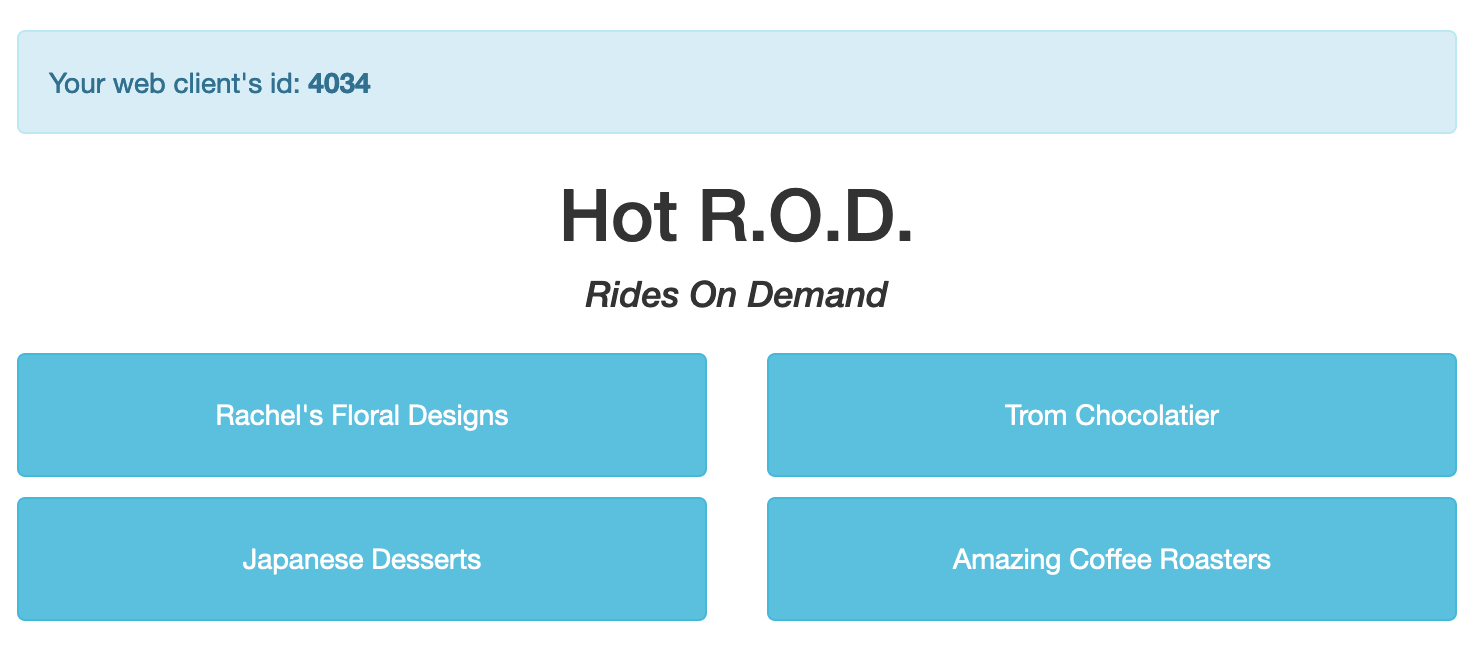 Your web client's id: 4034
Hot R.O.D.
Rides On Demand
Rachel's Floral Designs
Trom Chocolatier
Japanese Desserts
Amazing Coffee Roasters